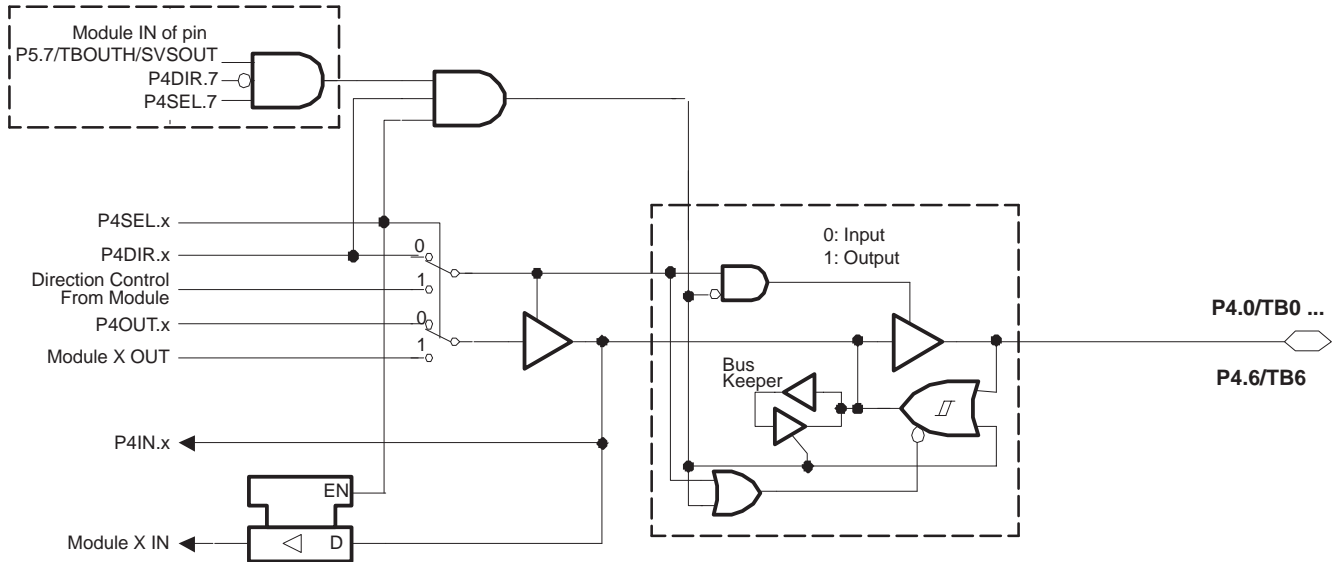 Module IN of pin
P5.7/TBOUTH/SVSOUT
P4DIR.7
P4SEL.7
P4SEL.x
P4DIR.x
0
Direction Control
From Module
1
P4OUT.x
0
Module X OUT
1
P4IN.x
EN
Module X IN
D
0: Input
1: Output
Bus
Keeper
P4.0/TB0 ...
P4.6/TB6